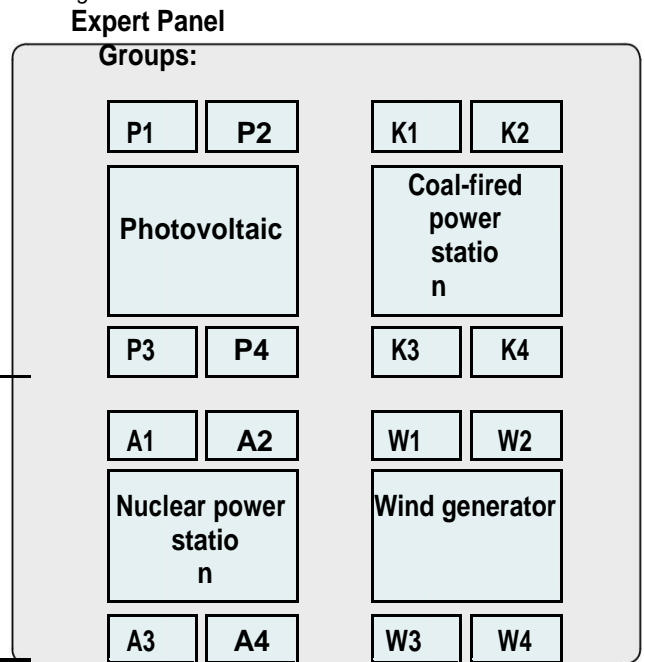 Expert Panel
Groups:
P1 P2 K1 K2
Photovoltaic
Coal-fired
power
statio
n
P3 P4 K3 K4
A1 A2 W1 W2
Nuclear power
statio
n
Wind generator
A3 A4 W3 W4